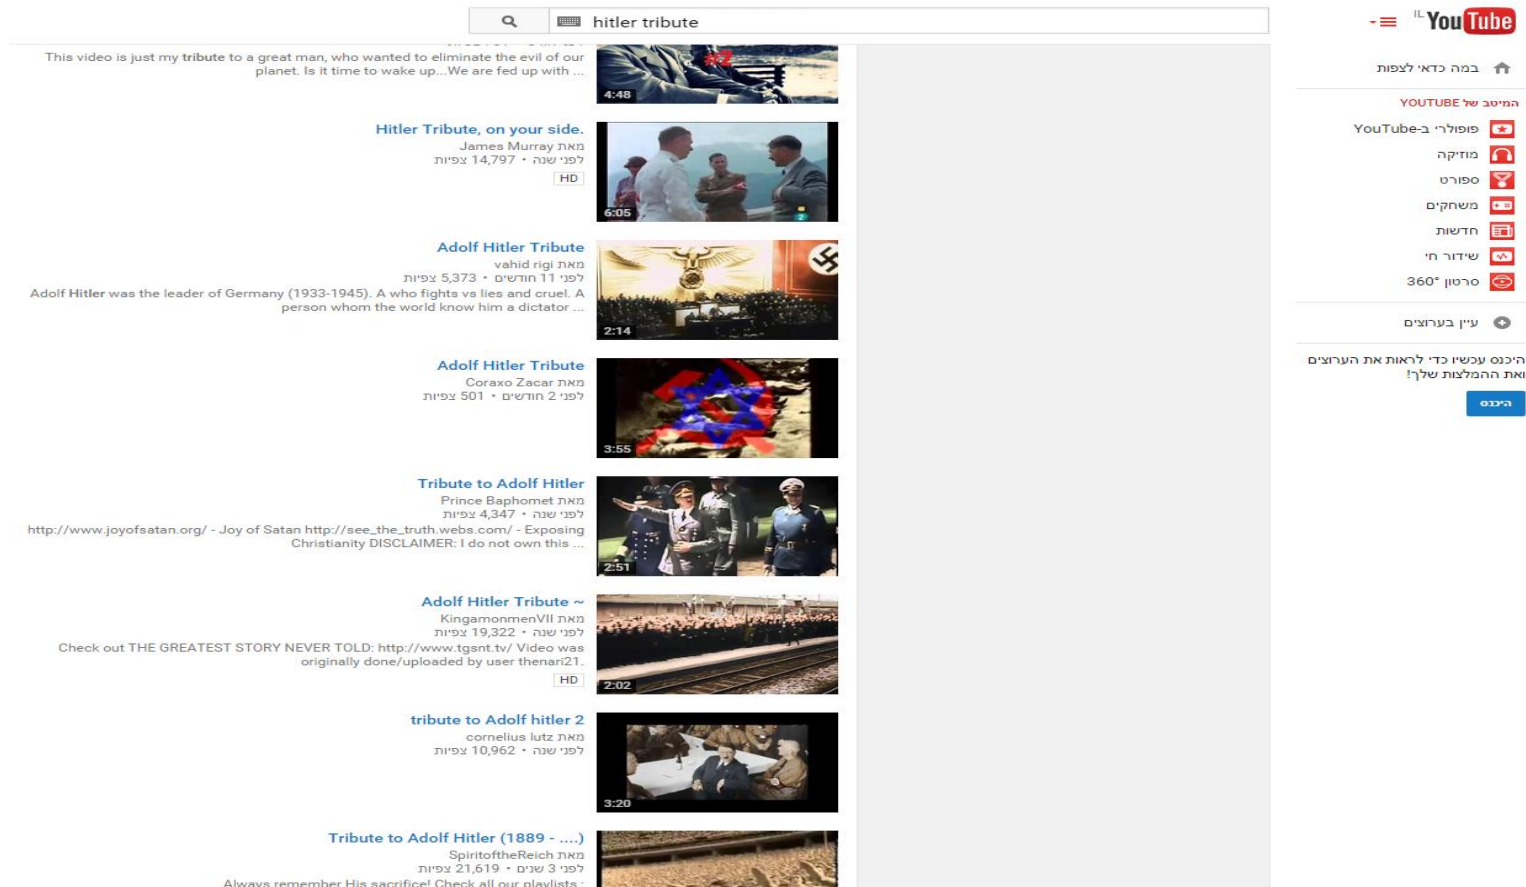 hitler tribute
IL YouTube
This video is just my tribute to a great man, who wanted to eliminate the evil of our
planet. Is it time to wake up...We are fed up with ...
4:48
Hitler Tribute, on your side.
מאת James Murray
לפני שנה • 14,797 צפיות
HD
6:05
Adolf Hitler Tribute
מאת vahid rigi
לפני 11 חודשים • 5,373 צפיות
Adolf Hitler was the leader of Germany (1933-1945). A who fights vs lies and cruel. A
person whom the world know him a dictator ...
2:14
Adolf Hitler Tribute
מאת Coraxo Zacar
לפני 2 חודשים • 501 צפיות
3:55
Tribute to Adolf Hitler
מאת Prince Baphomet
לפני שנה • 4,347 צפיות
http://www.joyofsatan.org/ - Joy of Satan http://see_the_truth.webs.com/ - Exposing
Christianity DISCLAIMER: I do not own this ...
2:51
Adolf Hitler Tribute ~
מאת KingamonmenVII
לפני שנה • 19,322 צפיות
Check out THE GREATEST STORY NEVER TOLD: http://www.tgsnt.tv/ Video was
originally done/uploaded by user thenari21.
HD
2:02
tribute to Adolf hitler 2
מאת cornelius lutz
לפני שנה • 10,962 צפיות
3:20
Tribute to Adolf Hitler (1889 - ....)
מאת SpiritoftheReich
לפני 3 שנים • 21,619 צפיות
Always remember His sacrifice! Check all our playlists :
במה כדאי לצפות
המיטב של YOUTUBE
פופולרי ב-YouTube
מוזיקה
ספורט
משחקים
חדשות
שידור חי
סרטון °360
עיין בערוצים
היכנס עכשיו כדי לראות את הערוצים
ואת ההמלצות שלך!
היכנס